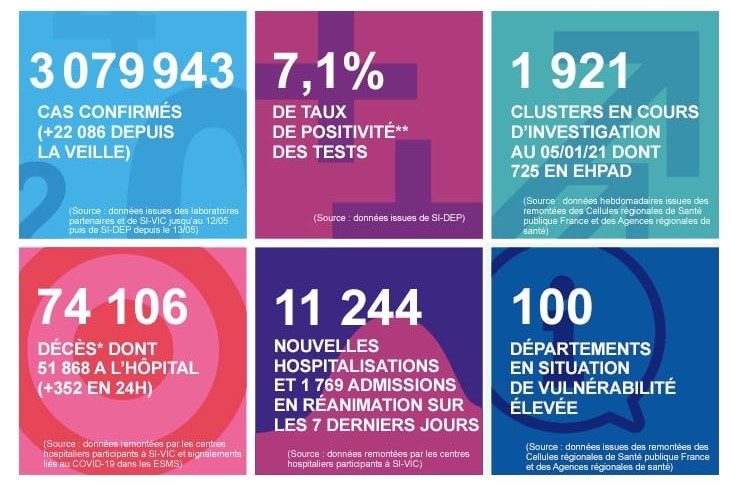 3 079 943
CAS CONFIRMÉS
(+22 086 DEPUIS
LA VEILLE)
(Source : données issues des laboratoires
partenaires et de SI-VIC jusqu'au 12/05
puis de SI-DEP depuis le 13/05)
7,1%
DE TAUX
DE POSITIVITÉ**
DES TESTS
(Source : données issues de SI-DEP)
1 921
CLUSTERS EN COURS
D'INVESTIGATION
AU 05/01/21 DONT
725 EN EHPAD
(Source : données hebdomadaires issues des
remontées des Cellules régionales de Santé
publique France et des Agences régionales de
santé)
74 106
DÉCÈS* DONT
51 868 A L'HÔPITAL
(+352 EN 24H)
(Source : données remontées par les centres
hospitaliers participants à SI-VIC et signalements
liés au COVID-19 dans les ESMS)
11 244
NOUVELLES
HOSPITALISATIONS
ET 1 769 ADMISSIONS
EN RÉANIMATION SUR
LES 7 DERNIERS JOURS
(Source : données remontées par les centres
hospitaliers participants à SI-VIC)
100
DÉPARTEMENTS
EN SITUATION
DE VULNÉRABILITÉ
ÉLEVÉE
(Source : données issues des remontées des
Cellules régionales de Santé publique France
et des Agences régionales de santé)